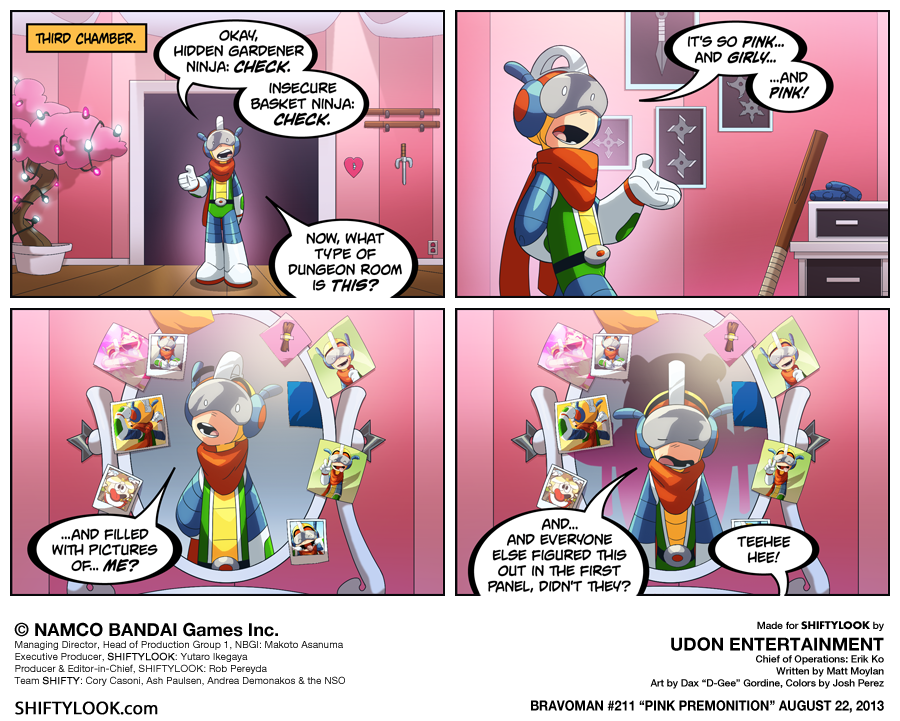 THIRD CHAMBER.
OKAY,
HIDDEN GARDENER
NINJA: CHECK.
INSECURE
BASKET NINJA:
CHECK.
NOW, WHAT
TYPE OF
DUNGEON ROOM
IS THIS?
IT'S SO PINK...
AND GIRLY...
...AND
PINK!
...AND FILLED
WITH PICTURES
OF... ME?
AND...
AND EVERYONE
ELSE FIGURED THIS
OUT IN THE FIRST
PANEL, DIDN'T THEY?
TEEHEE
HEE!
© NAMCO BANDAI Games Inc.
Managing Director, Head of Production Group 1, NBGI: Makoto Asanuma
Executive Producer, SHIFTYLOOK: Yutaro Ikegaya
Producer & Editor-in-Chief, SHIFTYLOOK: Rob Pereyda
Team SHIFTY: Cory Casoni, Ash Paulsen, Andrea Demonakos & the NSO
SHIFTYLOOK.com
Made for SHIFTYLOOK by
UDON ENTERTAINMENT
Chief of Operations: Erik Ko
Written by Matt Moylan
Art by Dax “D-Gee” Gordine, Colors by Josh Perez
BRAVOMAN #211 “PINK PREMONITION” AUGUST 22, 2013